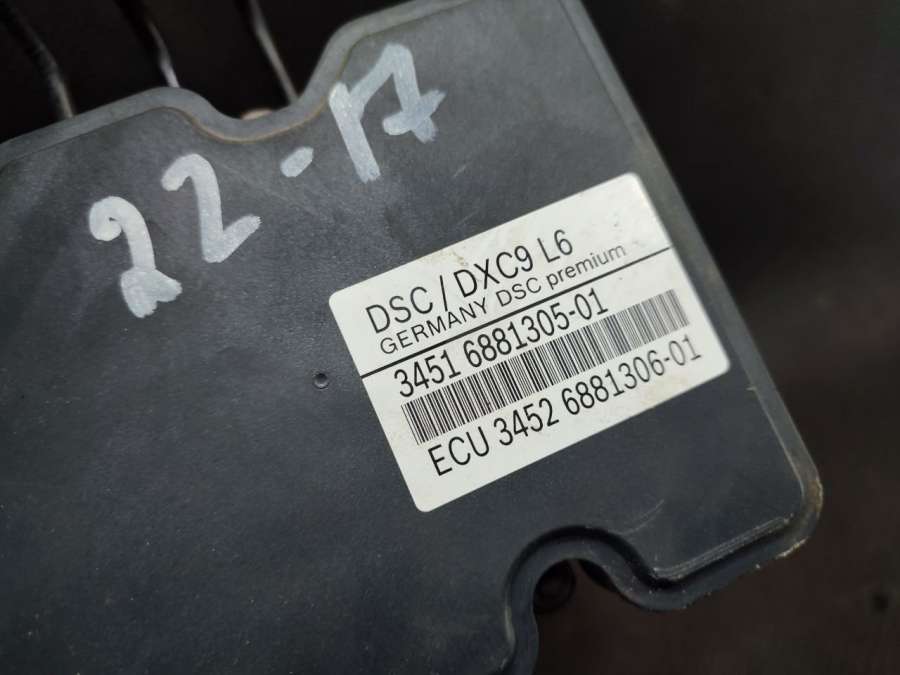 22-17
DSC / DXC9 L6
GERMANY DSC premium
3451 6881305-01
ECU 3452 6881306-01